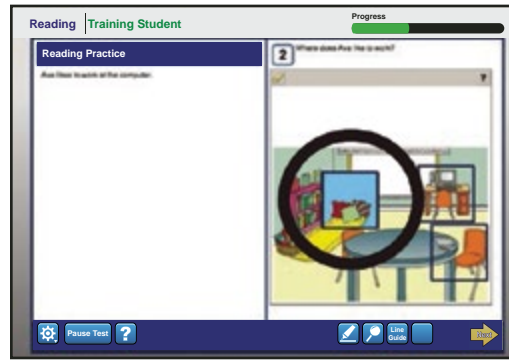 Reading Training Student
Progress
Reading Practice
2 Where does Ava like to work?
Ava likes to work at the computer.
?
Pause Test ? Line Guide Next